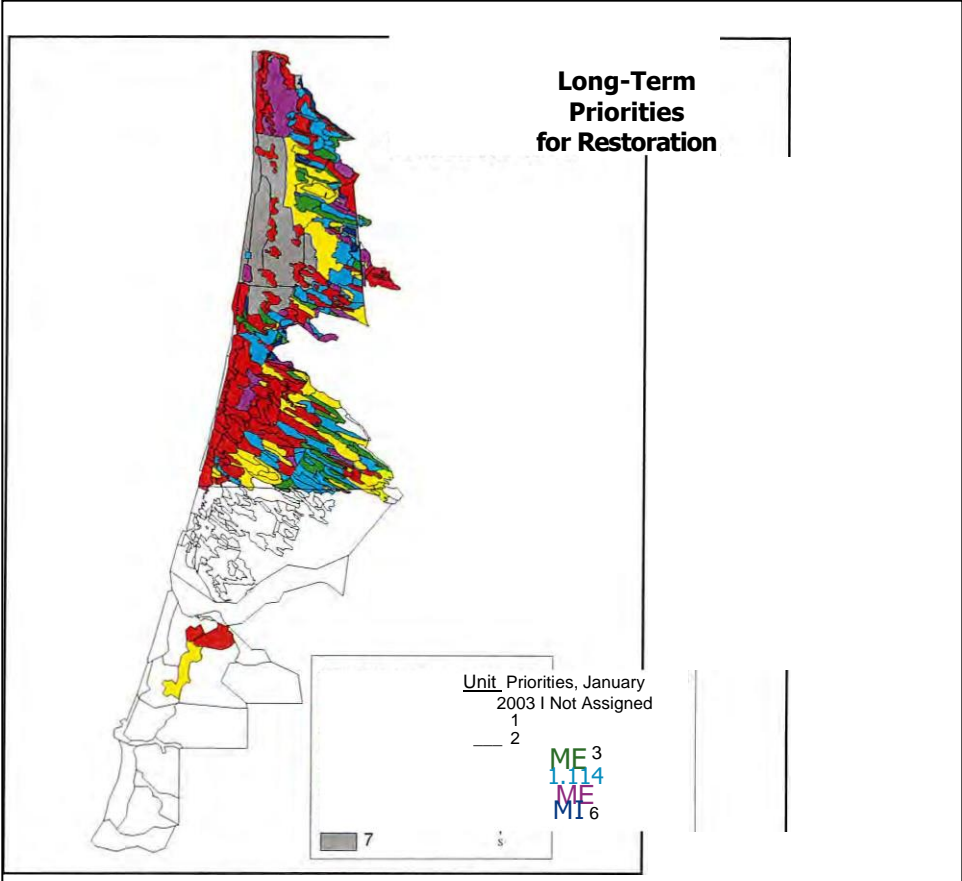 Long-Term
Priorities
for Restoration
Unit Priorities, January
2003 I Not Assigned
1
___ 2
ME 3
1.114
ME
MI 6
7
's